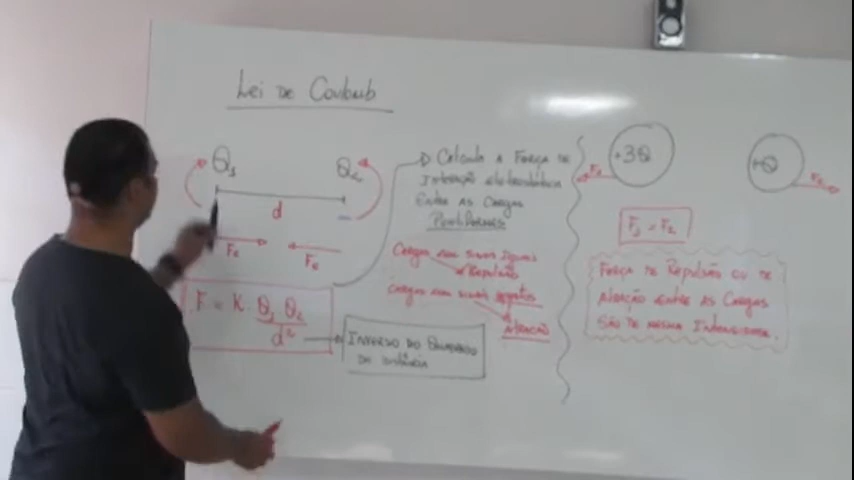 Lei de Coulomb
Q1
Q2
d
Fe
Fe
F = K Q1 Q2
d²
Inverso do Quadrado
da distância
Calcula a Força de
Interação eletrostática
Entre as Cargas
Puntiformes
Cargas com sinais iguais
Repulsão
Cargas com sinais opostos
Atração
+3Q
+Q
F1
F2
F1 = F2
Força de Repulsão ou de
Atração entre as Cargas
são de mesma Intensidade.